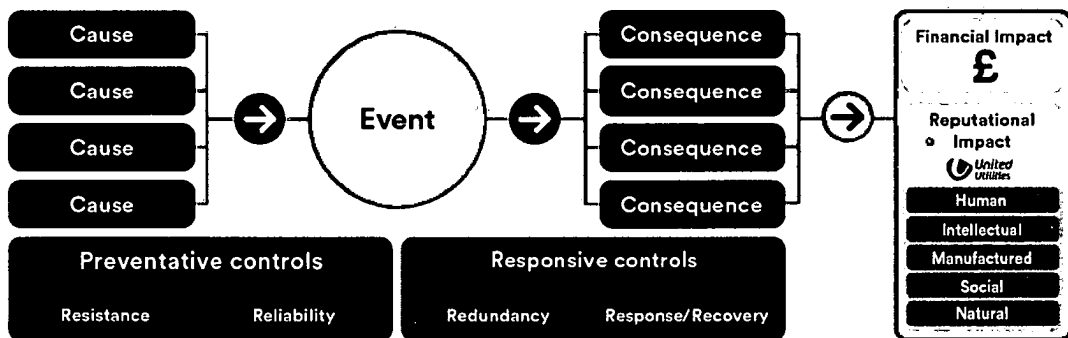 Cause
Cause
Cause
Cause
Event
Consequence
Consequence
Consequence
Consequence
Preventative controls
Resistance
Reliability
Responsive controls
Redundancy
Response/Recovery
Financial Impact
£
Reputational
Impact
United
Utilities
Human
Intellectual
Manufactured
Social
Natural